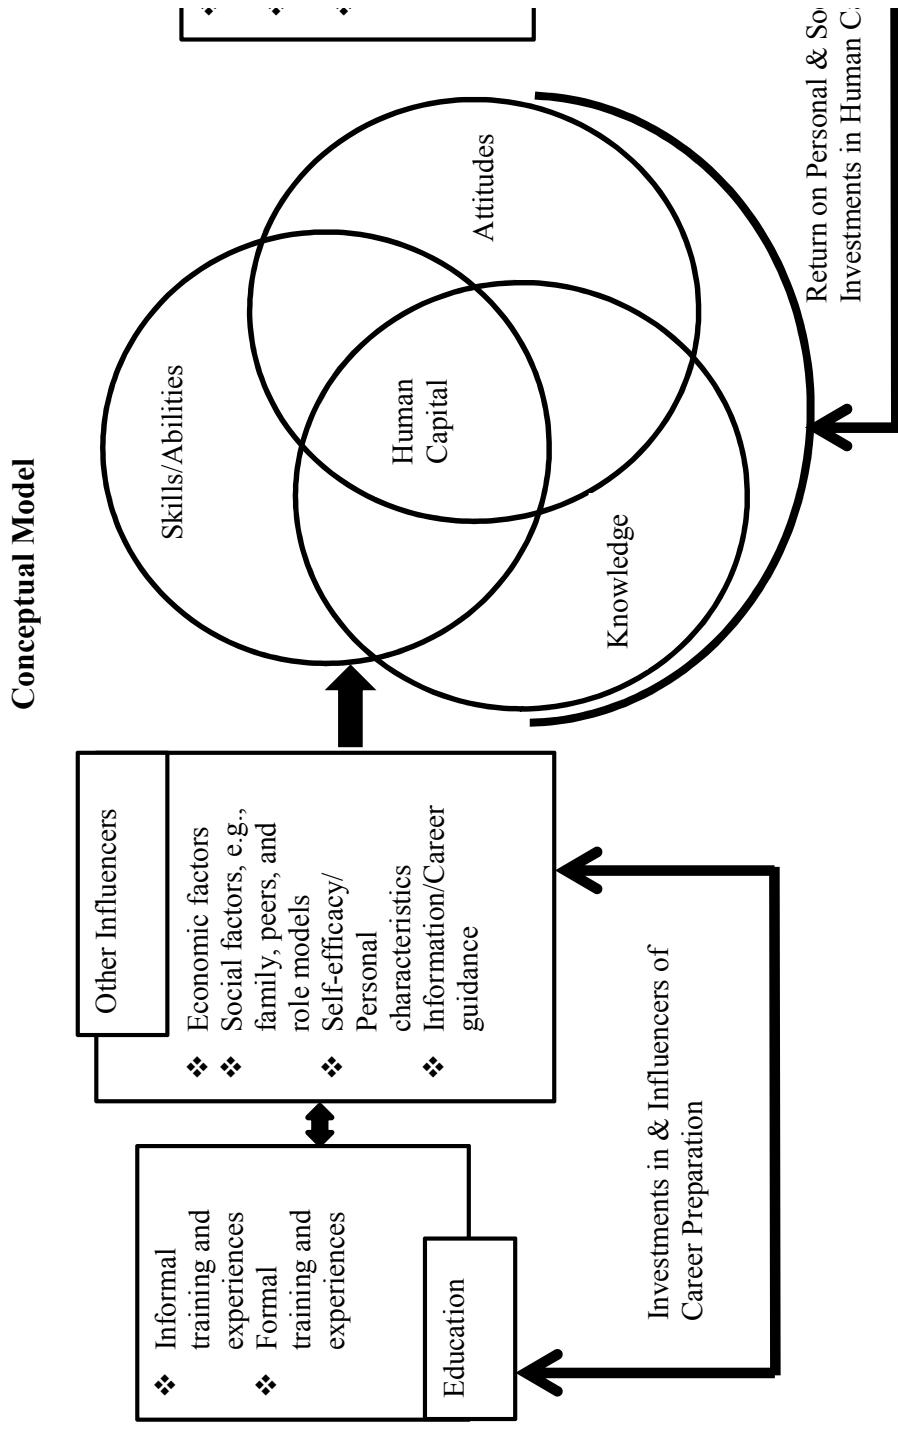 Conceptual Model
Informal
training and
experiences
Formal
training and
experiences
Education
Other Influencers
Economic factors
Social factors, e.g.,
family, peers, and
role models
Self-efficacy/
Personal
characteristics
Information/Career
guidance
Investments in & Influencers of
Career Preparation
Skills/Abilities
Human
Capital
Attitudes
Knowledge
Return on Personal &
Investments in Human